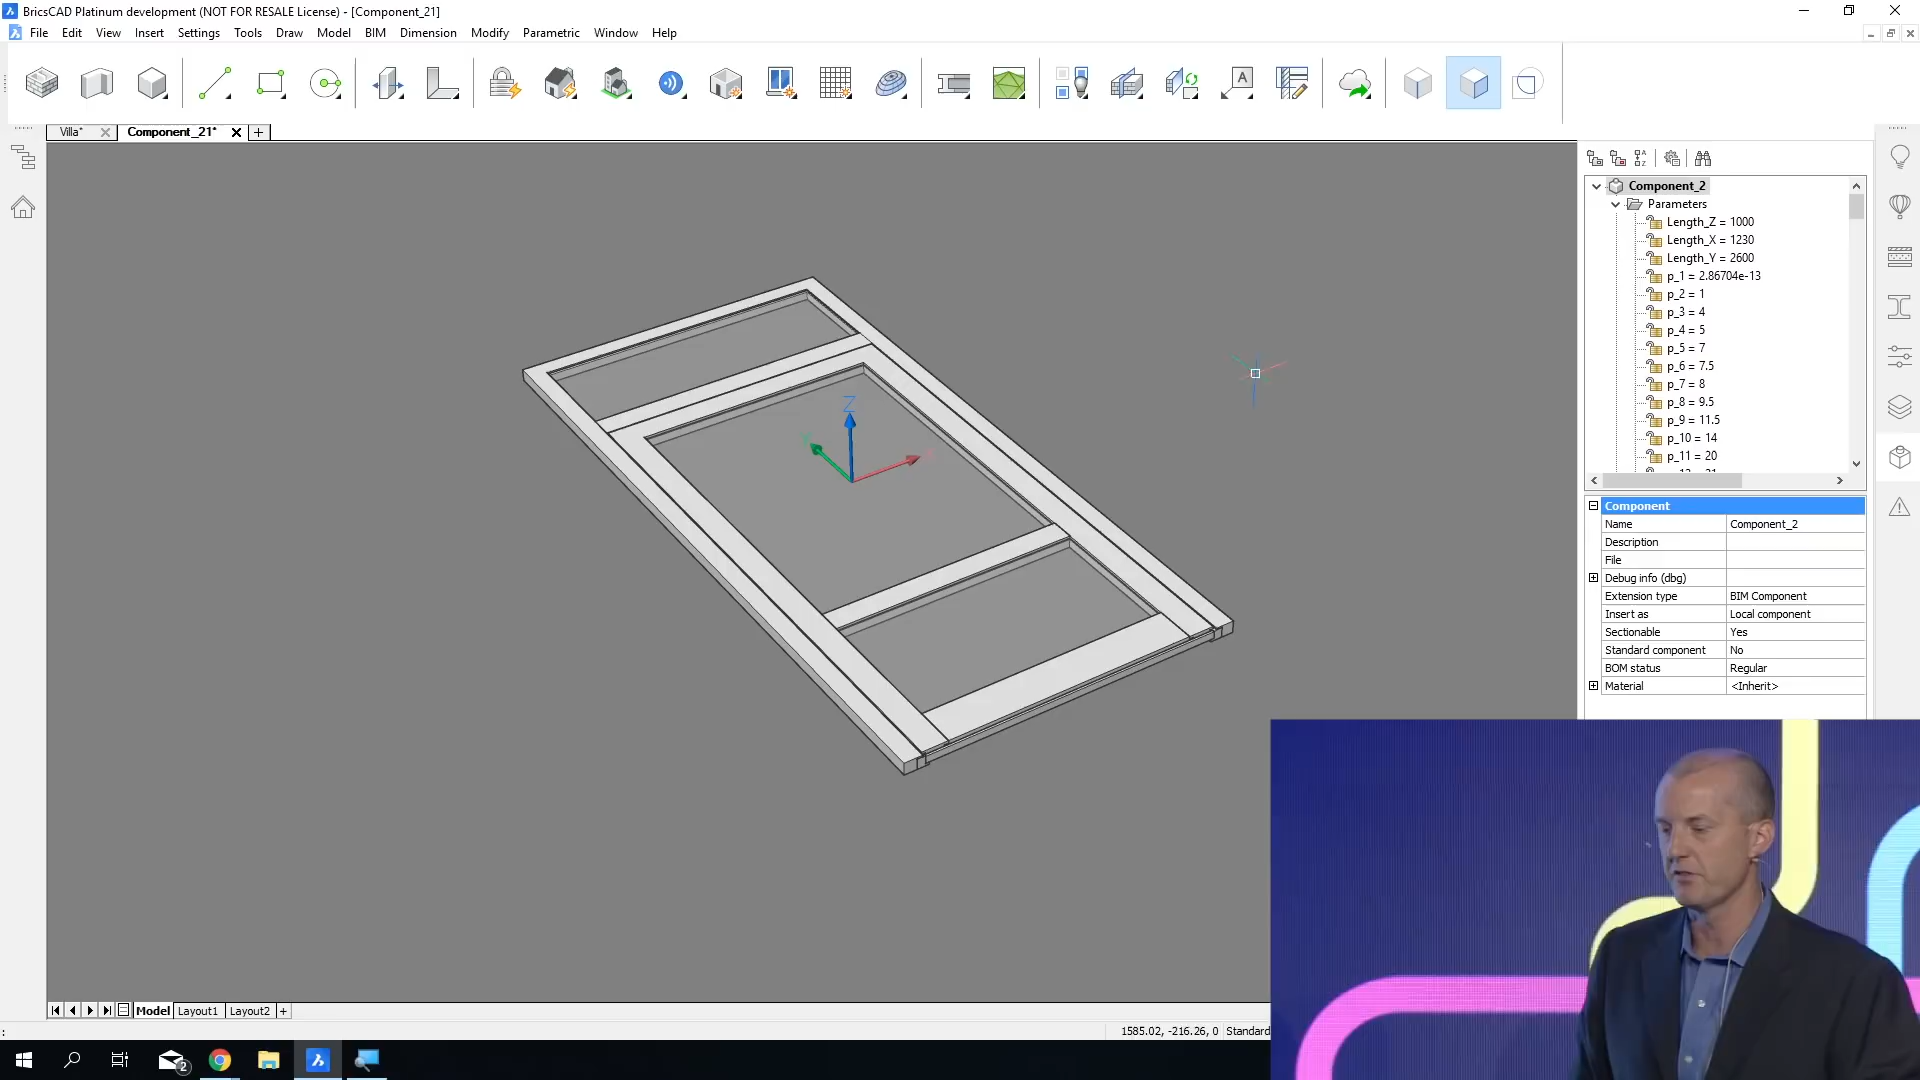 BricsCAD Platinum development (NOT FOR RESALE License) - [Component_21]
File Edit View Insert Settings Tools Draw Model BIM Dimension Modify Parametric Window Help
A
Villa* Component_21*
Component_2
Parameters
Length_Z = 1000
Length_X = 1230
Length_Y = 2600
p_1 = 2.86704e-13
p_2 = 1
p_3 = 4
p_4 = 5
p_5 = 7
p_6 = 7.5
p_7 = 8
p_8 = 9.5
p_9 = 11.5
p_10 = 14
p_11 = 20
Z
Y
X
Component
Name Component_2
Description
File
Debug info (dbg)
Extension type BIM Component
Insert as Local component
Sectionable Yes
Standard component No
BOM status Regular
Material <Inherit>
Model Layout1 Layout2 +
: 1585.02, -216.26, 0 Standard
2